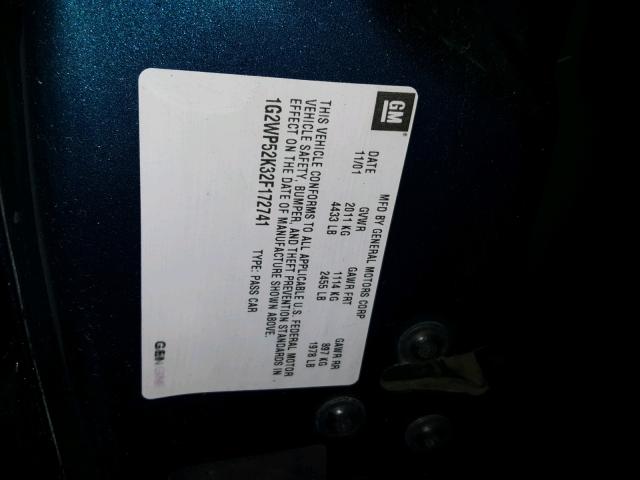 GM
MFD BY GENERAL MOTORS CORP
DATE GVWR GAWR FRT GAWR RR
11/01 2011 KG 1114 KG 897 KG
4433 LB 2455 LB 1978 LB
THIS VEHICLE CONFORMS TO ALL APPLICABLE U.S. FEDERAL MOTOR
VEHICLE SAFETY, BUMPER, AND THEFT PREVENTION STANDARDS IN
EFFECT ON THE DATE OF MANUFACTURE SHOWN ABOVE.
1G2WP52K32F172741 TYPE: PASS CAR